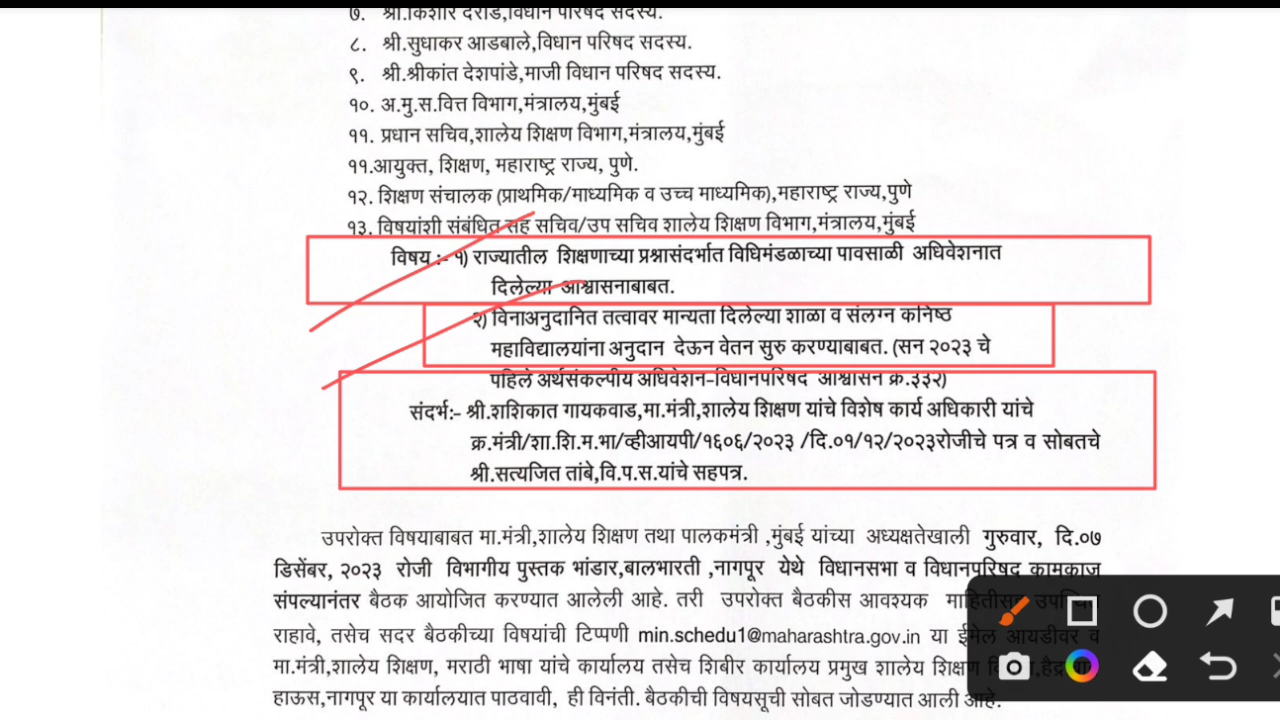 ७. श्री.किशोर दराडे,विधान परिषद सदस्य.
८. श्री.सुधाकर आडबाले,विधान परिषद सदस्य.
९. श्री.श्रीकांत देशपांडे,माजी विधान परिषद सदस्य.
१०. अ.मु.स.वित्त विभाग,मंत्रालय,मुंबई
११. प्रधान सचिव,शालेय शिक्षण विभाग,मंत्रालय,मुंबई
११.आयुक्त, शिक्षण, महाराष्ट्र राज्य, पुणे.
१२. शिक्षण संचालक (प्राथमिक/माध्यमिक व उच्च माध्यमिक),महाराष्ट्र राज्य,पुणे
१३. विषयांशी संबंधित सह सचिव/उप सचिव शालेय शिक्षण विभाग,मंत्रालय,मुंबई
विषय :- १) राज्यातील शिक्षणाच्या प्रश्नासंदर्भात विधिमंडळाच्या पावसाळी अधिवेशनात
दिलेल्या आश्वासनाबाबत.
२) विनाअनुदानित तत्वावर मान्यता दिलेल्या शाळा व संलग्न कनिष्ठ
महाविद्यालयांना अनुदान देऊन वेतन सुरु करण्याबाबत. (सन २०२३ चे
पहिले अर्थसंकल्पीय अधिवेशन-विधानपरिषद आश्वासन क्र.३३२)
संदर्भ:- श्री.शशिकात गायकवाड,मा.मंत्री,शालेय शिक्षण यांचे विशेष कार्य अधिकारी यांचे
क्र.मंत्री/शा.शि.म.भा/व्हीआयपी/१६०६/२०२३ /दि.०१/१२/२०२३रोजीचे पत्र व सोबतचे
श्री.सत्यजित तांबे,वि.प.स.यांचे सहपत्र.
उपरोक्त विषयाबाबत मा.मंत्री,शालेय शिक्षण तथा पालकमंत्री ,मुंबई यांच्या अध्यक्षतेखाली गुरुवार, दि.०७
डिसेंबर, २०२३ रोजी विभागीय पुस्तक भांडार,बालभारती ,नागपूर येथे विधानसभा व विधानपरिषद कामकाज
संपल्यानंतर बैठक आयोजित करण्यात आलेली आहे. तरी उपरोक्त बैठकीस आवश्यक माहितीसह उपस्थित
राहावे, तसेच सदर बैठकीच्या विषयांची टिप्पणी min.schedu1@maharashtra.gov.in या ईमेल आयडीवर व
मा.मंत्री,शालेय शिक्षण, मराठी भाषा यांचे कार्यालय तसेच शिबीर कार्यालय प्रमुख शालेय शिक्षण
हाऊस,नागपूर या कार्यालयात पाठवावी, ही विनंती. बैठकीची विषयसूची सोबत जोडण्यात आली आहे.